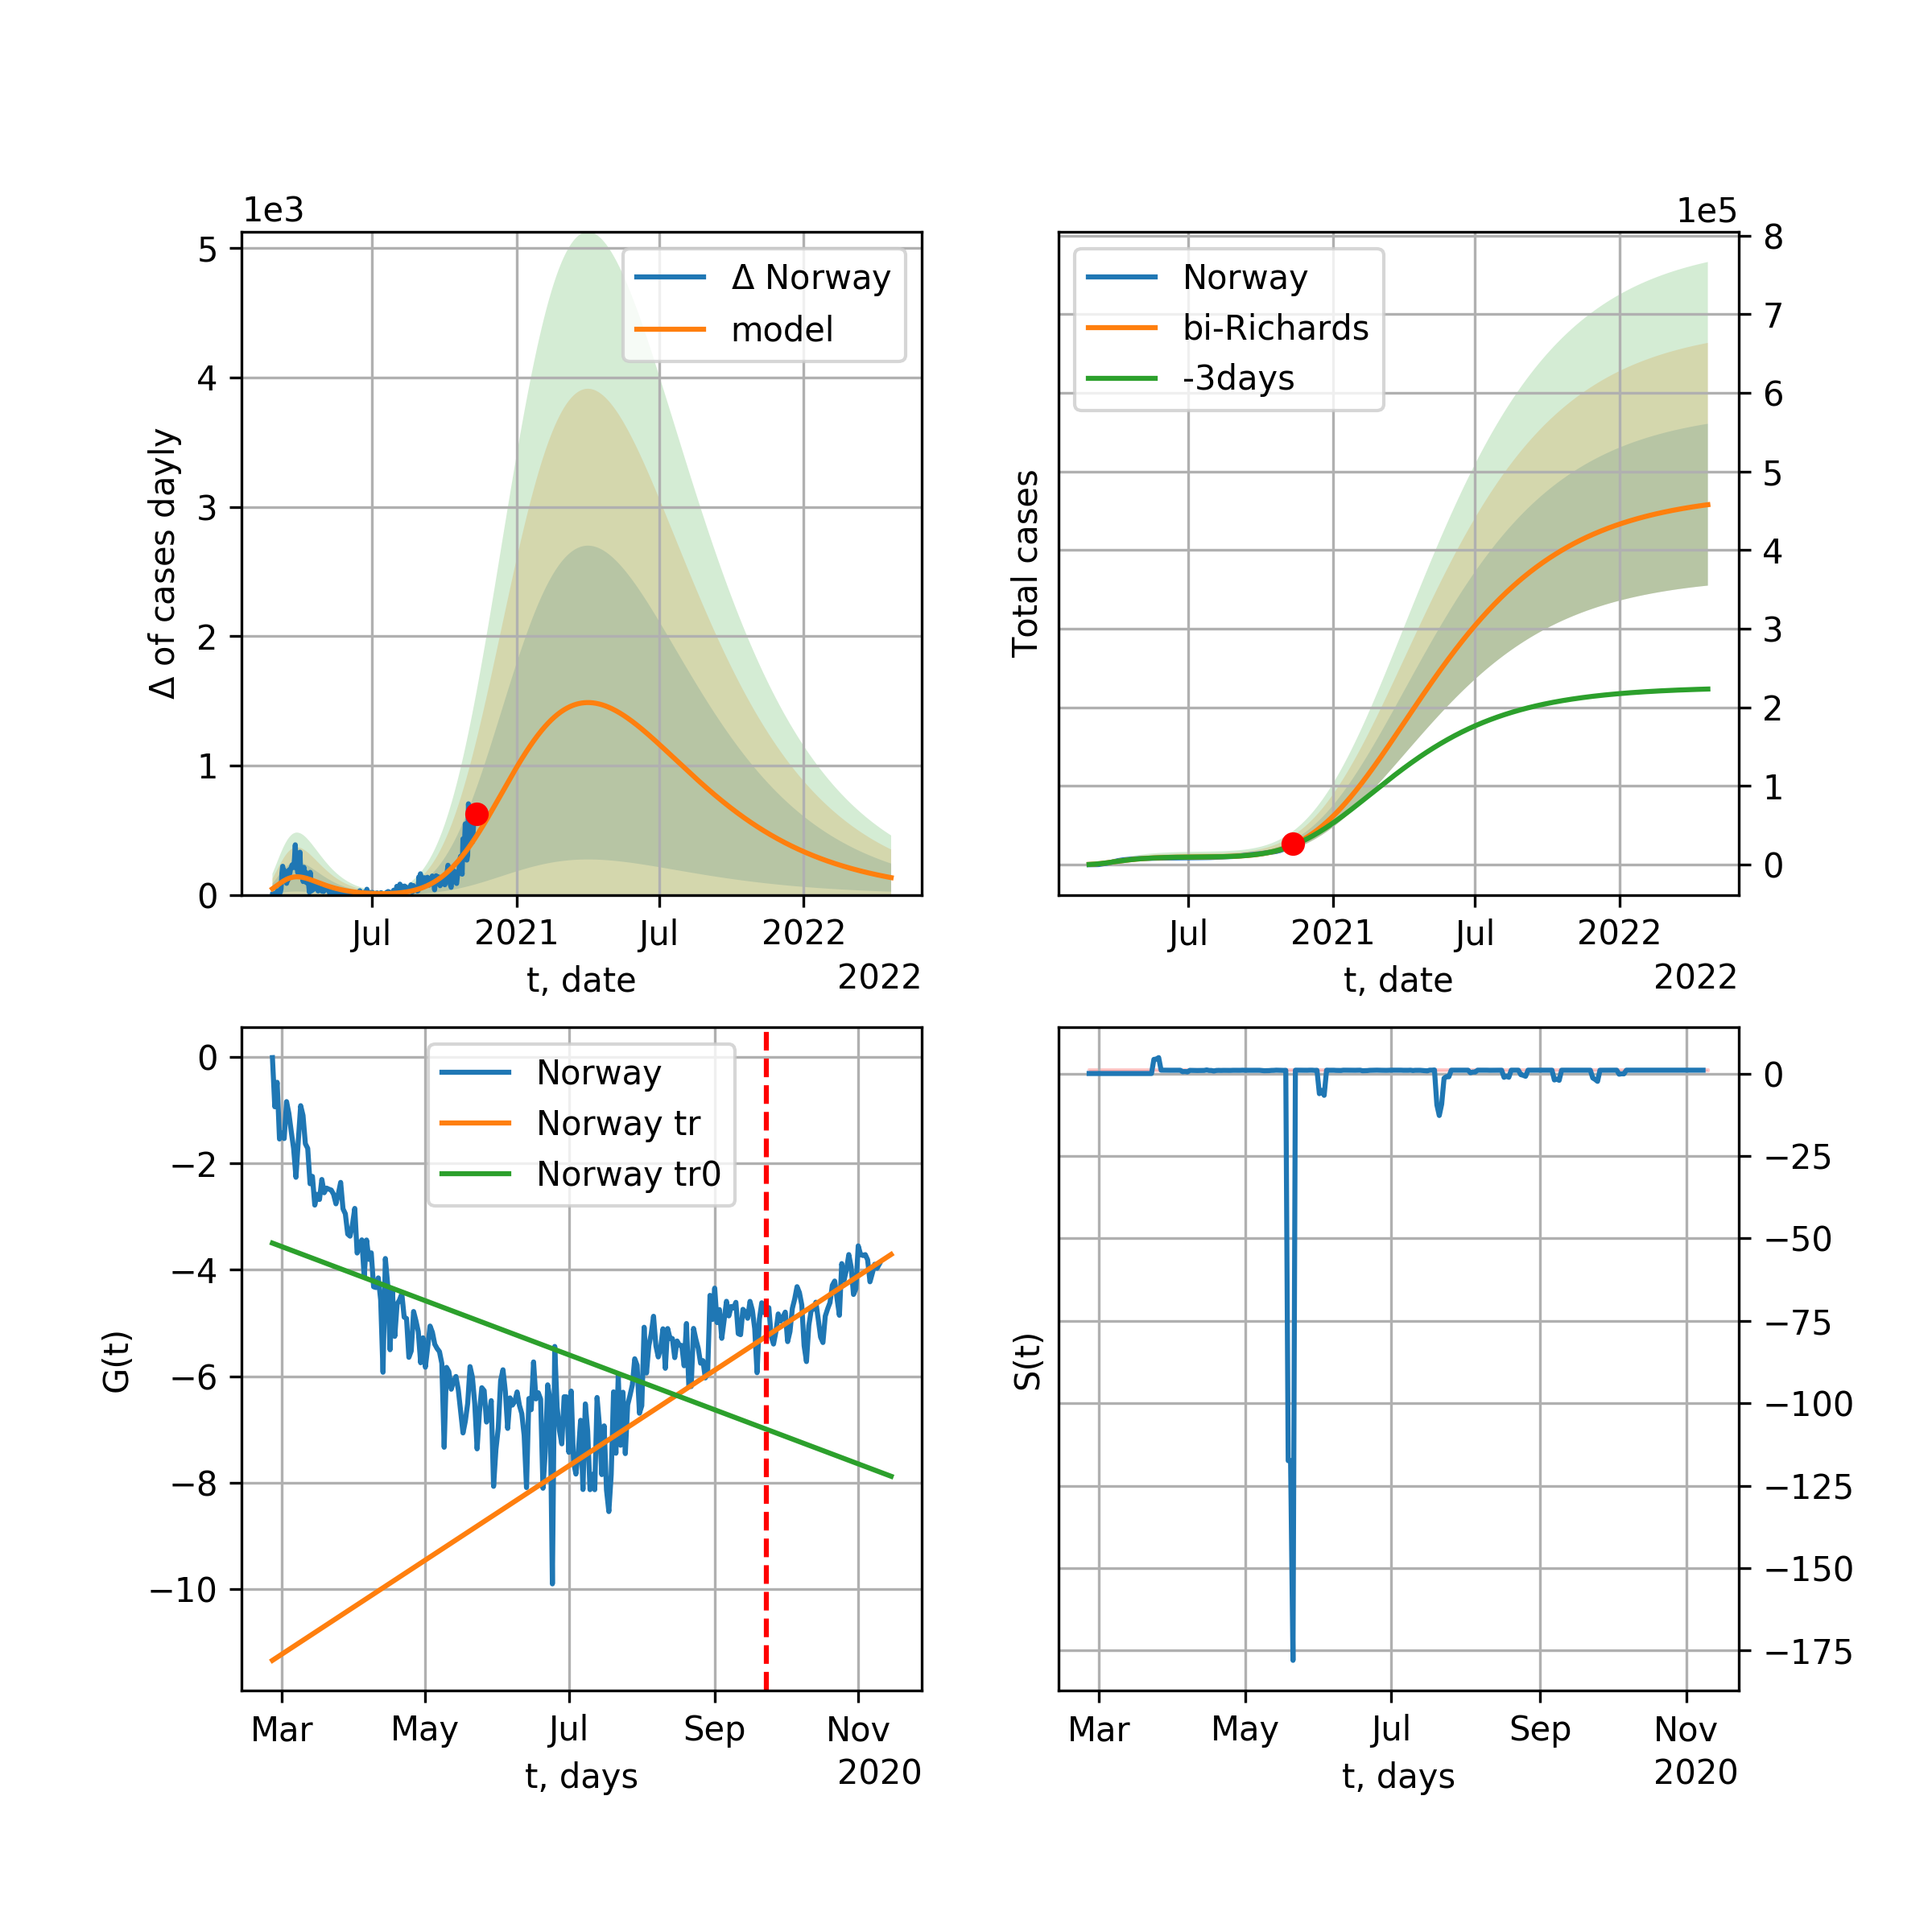 1e3
5
4
3
2
1
0
Δ of cases dayly
Δ Norway
model
Jul
2021
Jul
2022
t, date
2022
1e5
8
7
6
5
4
3
2
1
0
Total cases
Norway
bi-Richards
-3days
Jul
2021
Jul
2022
t, date
2022
0
−2
−4
−6
−8
−10
G(t)
Norway
Norway tr
Norway tr0
Mar
May
Jul
Sep
Nov
t, days
2020
0
−25
−50
−75
−100
−125
−150
−175
S(t)
Mar
May
Jul
Sep
Nov
t, days
2020